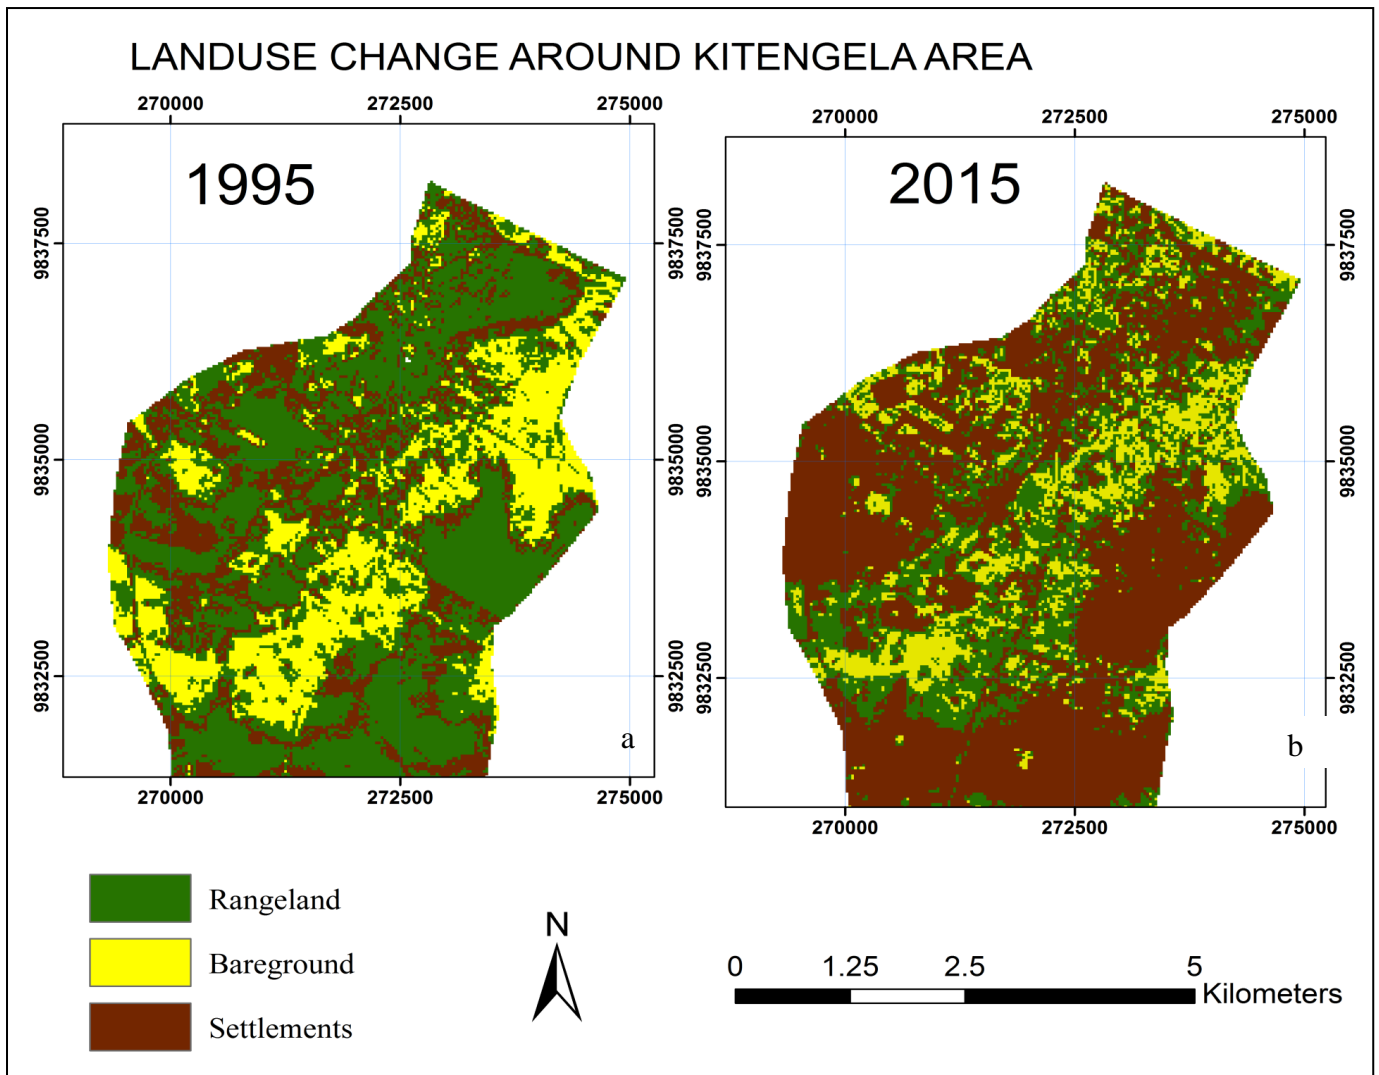 LANDUSE CHANGE AROUND KITENGELA AREA
270000 272500 275000
270000 272500 275000
1995
2015
9837500 9837500 9837500
9835000 9835000 9835000
9832500 9832500 9832500
9837500
9835000
9832500
a
b
270000 272500 275000
270000 272500 275000
Rangeland
Bareground
Settlements
N
0 1.25 2.5 5
Kilometers